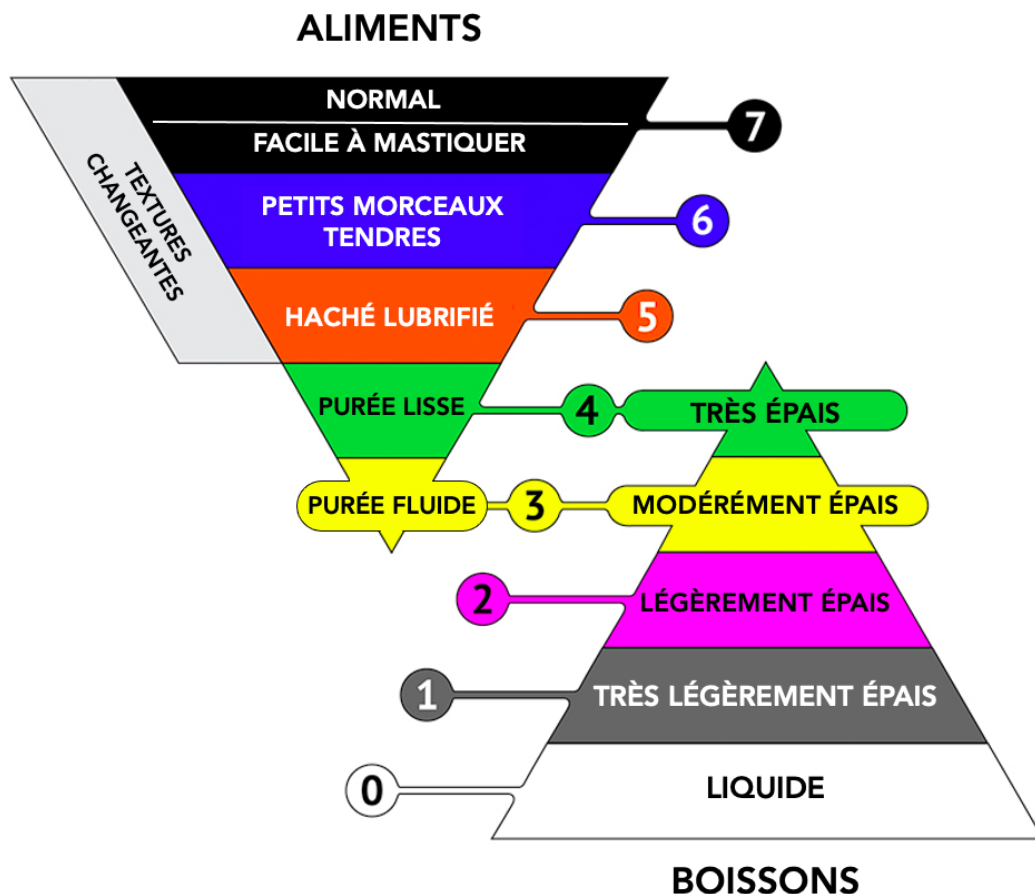 ALIMENTS
NORMAL
FACILE À MASTIQUER
7
TEXTURES
CHANGEANTES
PETITS MORCEAUX
TENDRES
6
HACHÉ LUBRIFIÉ
5
PURÉE LISSE
4
TRÈS ÉPAIS
PURÉE FLUIDE
3
MODÉRÉMENT ÉPAIS
2
LÉGÈREMENT ÉPAIS
1
TRÈS LÉGÈREMENT ÉPAIS
0
LIQUIDE
BOISSONS